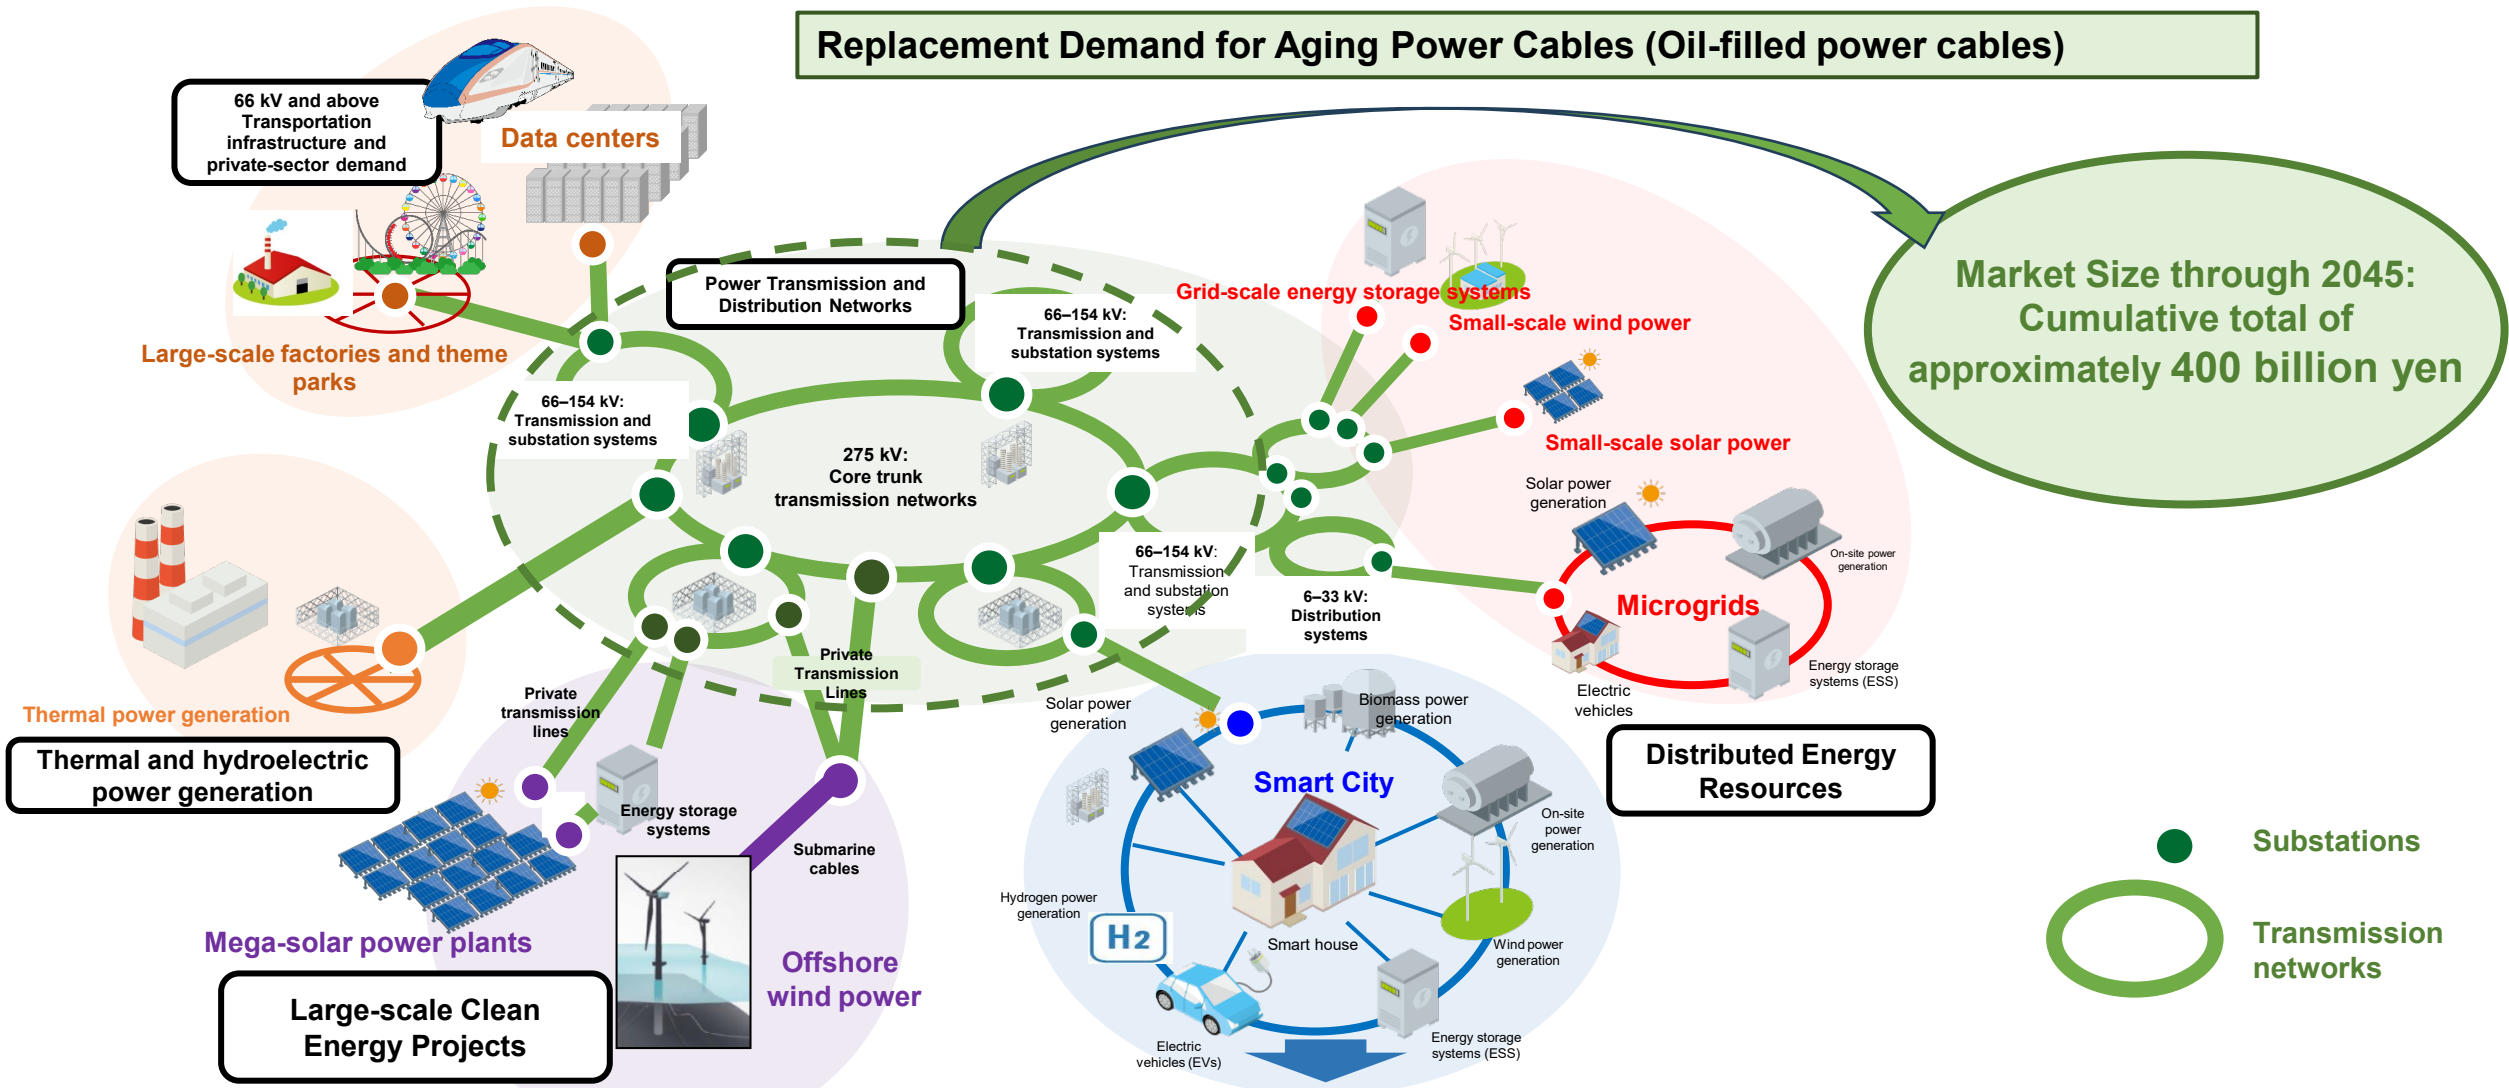 Replacement Demand for Aging Power Cables (Oil-filled power cables)
66 kV and above
Transportation
infrastructure and
private-sector demand
Data centers
Large-scale factories and theme
parks
Power Transmission and
Distribution Networks
66–154 kV:
Transmission and
substation systems
66–154 kV:
Transmission and
substation systems
275 kV:
Core trunk
transmission networks
66–154 kV:
Transmission
and substation
systems
6–33 kV:
Distribution
systems
Grid-scale energy storage systems
Small-scale wind power
Small-scale solar power
Solar power
generation
On-site power
generation
Microgrids
Energy storage
systems (ESS)
Electric
vehicles
Distributed Energy
Resources
Market Size through 2045:
Cumulative total of
approximately 400 billion yen
Thermal power generation
Thermal and hydroelectric
power generation
Private
transmission
lines
Private
Transmission
Lines
Energy storage
systems
Submarine
cables
Mega-solar power plants
Offshore
wind power
Large-scale Clean
Energy Projects
Solar power
generation
Biomass power
generation
Smart City
On-site
power
generation
Hydrogen power
generation
H2
Smart house
Wind power
generation
Electric
vehicles (EVs)
Energy storage
systems (ESS)
Substations
Transmission
networks